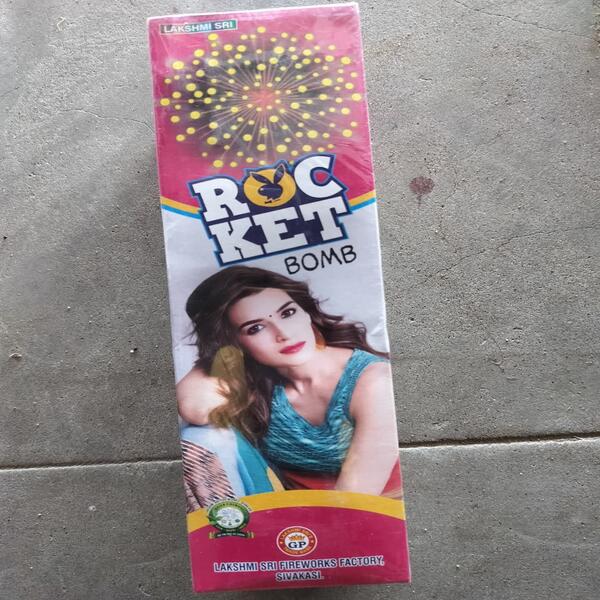 LAKSHMI SRI
ROC
KET
BOMB
GP
LAKSHMI SRI FIREWORKS FACTORY,
SIVAKASI.